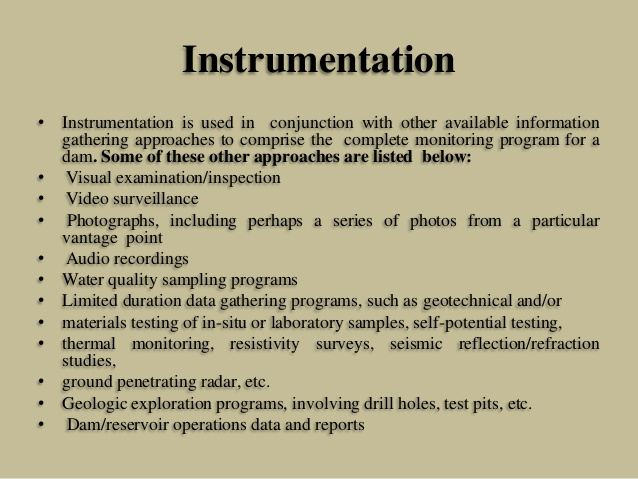 Instrumentation
• Instrumentation is used in conjunction with other available information
gathering approaches to comprise the complete monitoring program for a
dam. Some of these other approaches are listed below:
• Visual examination/inspection
• Video surveillance
• Photographs, including perhaps a series of photos from a particular
vantage point
• Audio recordings
• Water quality sampling programs
• Limited duration data gathering programs, such as geotechnical and/or
• materials testing of in-situ or laboratory samples, self-potential testing,
• thermal monitoring, resistivity surveys, seismic reflection/refraction
studies,
• ground penetrating radar, etc.
• Geologic exploration programs, involving drill holes, test pits, etc.
• Dam/reservoir operations data and reports